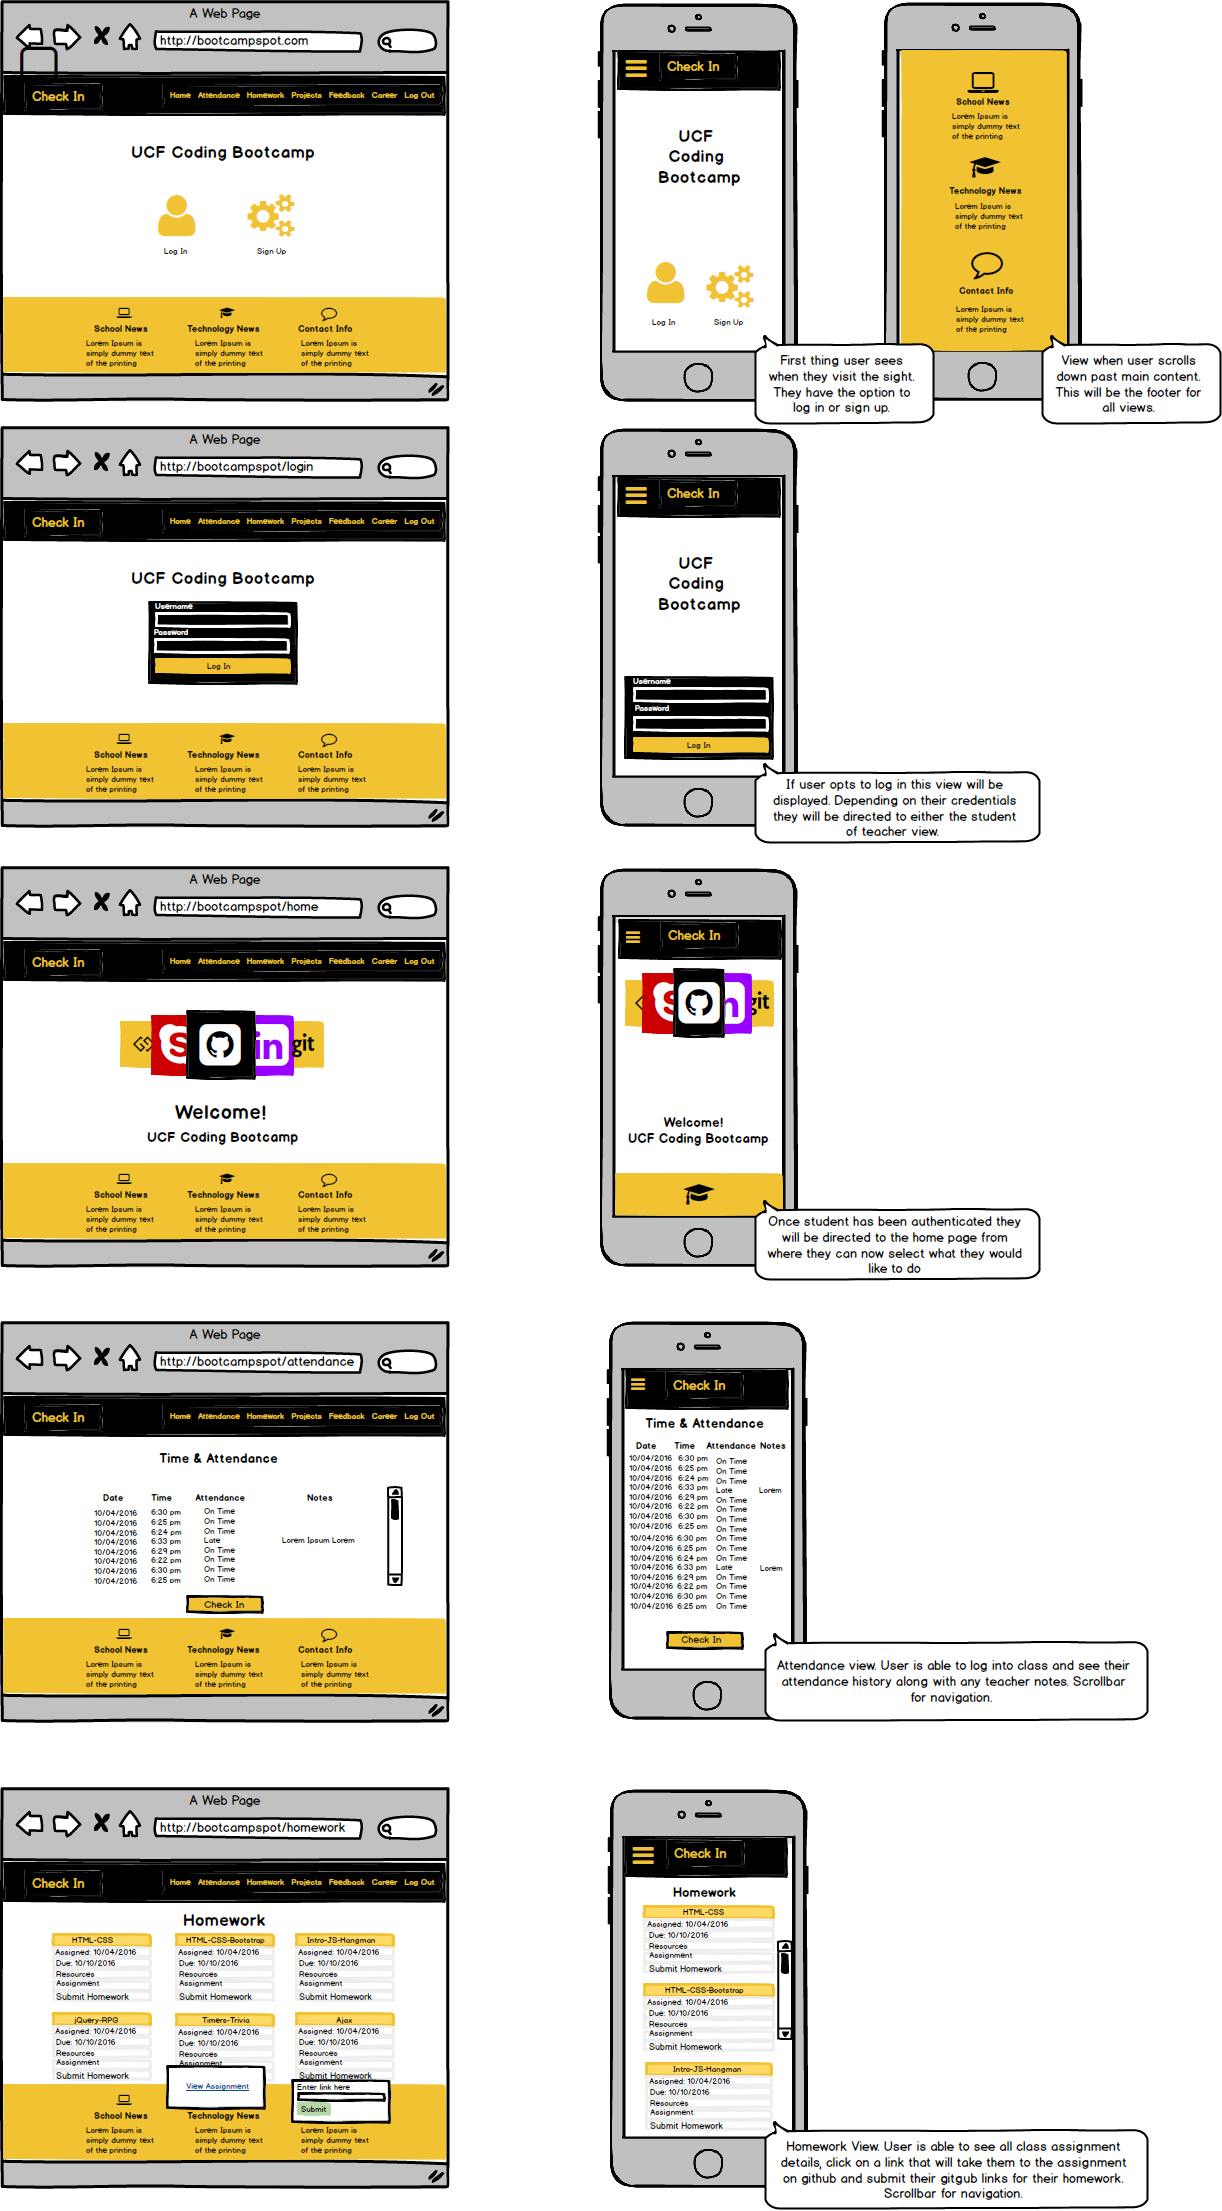 A Web Page
http://bootcampspot.com
Check In
Home Attendance Homework Projects Feedback Career Log Out
UCF Coding Bootcamp
Log In Sign Up
School News Technology News Contact Info
Lorem Ipsum is Lorem Ipsum is Lorem Ipsum is
simply dummy text simply dummy text simply dummy text
of the printing of the printing of the printing
Check In
UCF
Coding
Bootcamp
Log In Sign Up
First thing user sees
when they visit the sight.
They have the option to
log in or sign up.
School News
Lorem Ipsum is
simply dummy text
of the printing
Technology News
Lorem Ipsum is
simply dummy text
of the printing
Contact Info
Lorem Ipsum is
simply dummy text
of the printing
View when user scrolls
down past main content.
This will be the footer for
all views.
A Web Page
http://bootcampspot/login
Check In
Home Attendance Homework Projects Feedback Career Log Out
UCF Coding Bootcamp
Username
Password
Log In
School News Technology News Contact Info
Lorem Ipsum is Lorem Ipsum is Lorem Ipsum is
simply dummy text simply dummy text simply dummy text
of the printing of the printing of the printing
Check In
UCF
Coding
Bootcamp
Username
Password
Log In
If user opts to log in this view will be
displayed. Depending on their credentials
they will be directed to either the student
of teacher view.
A Web Page
http://bootcampspot/home
Check In
Home Attendance Homework Projects Feedback Career Log Out
S in git
Welcome!
UCF Coding Bootcamp
School News Technology News Contact Info
Lorem Ipsum is Lorem Ipsum is Lorem Ipsum is
simply dummy text simply dummy text simply dummy text
of the printing of the printing of the printing
Check In
S n git
Welcome!
UCF Coding Bootcamp
Once student has been authenticated they
will be directed to the home page from
where they can now select what they would
like to do
A Web Page
http://bootcampspot/attendance
Check In
Home Attendance Homework Projects Feedback Career Log Out
Time & Attendance
Date Time Attendance Notes
10/04/2016 6:30 pm On Time
10/04/2016 6:25 pm On Time
10/04/2016 6:24 pm On Time
10/04/2016 6:33 pm Late Lorem Ipsum Lorem
10/04/2016 6:29 pm On Time
10/04/2016 6:22 pm On Time
10/04/2016 6:30 pm On Time
10/04/2016 6:25 pm On Time
Check In
School News Technology News Contact Info
Lorem Ipsum is Lorem Ipsum is Lorem Ipsum is
simply dummy text simply dummy text simply dummy text
of the printing of the printing of the printing
Check In
Time & Attendance
Date Time Attendance Notes
10/04/2016 6:30 pm On Time
10/04/2016 6:25 pm On Time
10/04/2016 6:24 pm On Time
10/04/2016 6:33 pm Late Lorem
10/04/2016 6:29 pm On Time
10/04/2016 6:22 pm On Time
10/04/2016 6:30 pm On Time
10/04/2016 6:25 pm On Time
10/04/2016 6:30 pm On Time
10/04/2016 6:25 pm On Time
10/04/2016 6:24 pm On Time
10/04/2016 6:33 pm Late Lorem
10/04/2016 6:29 pm On Time
10/04/2016 6:22 pm On Time
10/04/2016 6:30 pm On Time
10/04/2016 6:25 pm On Time
Check In
Attendance view. User is able to log into class and see their
attendance history along with any teacher notes. Scrollbar
for navigation.
A Web Page
http://bootcampspot/homework
Check In
Home Attendance Homework Projects Feedback Career Log Out
Homework
HTML-CSS HTML-CSS-Bootstrap Intro-JS-Hangman
Assigned: 10/04/2016 Assigned: 10/04/2016 Assigned: 10/04/2016
Due: 10/10/2016 Due: 10/10/2016 Due: 10/10/2016
Resources Resources Resources
Assignment Assignment Assignment
Submit Homework Submit Homework Submit Homework
jQuery-RPG Timers-Trivia Ajax
Assigned: 10/04/2016 Assigned: 10/04/2016 Assigned: 10/04/2016
Due: 10/10/2016 Due: 10/10/2016 Due: 10/10/2016
Resources Resources Resources
Assignment Assignment Assignment
Submit Homework Submit Homework
View Assignment
Enter link here
Submit
School News Technology News
Lorem Ipsum is Lorem Ipsum is Lorem Ipsum is
simply dummy text simply dummy text simply dummy text
of the printing of the printing of the printing
Check In
Homework
HTML-CSS
Assigned: 10/04/2016
Due: 10/10/2016
Resources
Assignment
Submit Homework
HTML-CSS-Bootstrap
Assigned: 10/04/2016
Due: 10/10/2016
Resources
Assignment
Submit Homework
Intro-JS-Hangman
Assigned: 10/04/2016
Due: 10/10/2016
Resources
Assignment
Submit Homework
Homework View. User is able to see all class assignment
details, click on a link that will take them to the assignment
on github and submit their gitgub links for their homework.
Scrollbar for navigation.